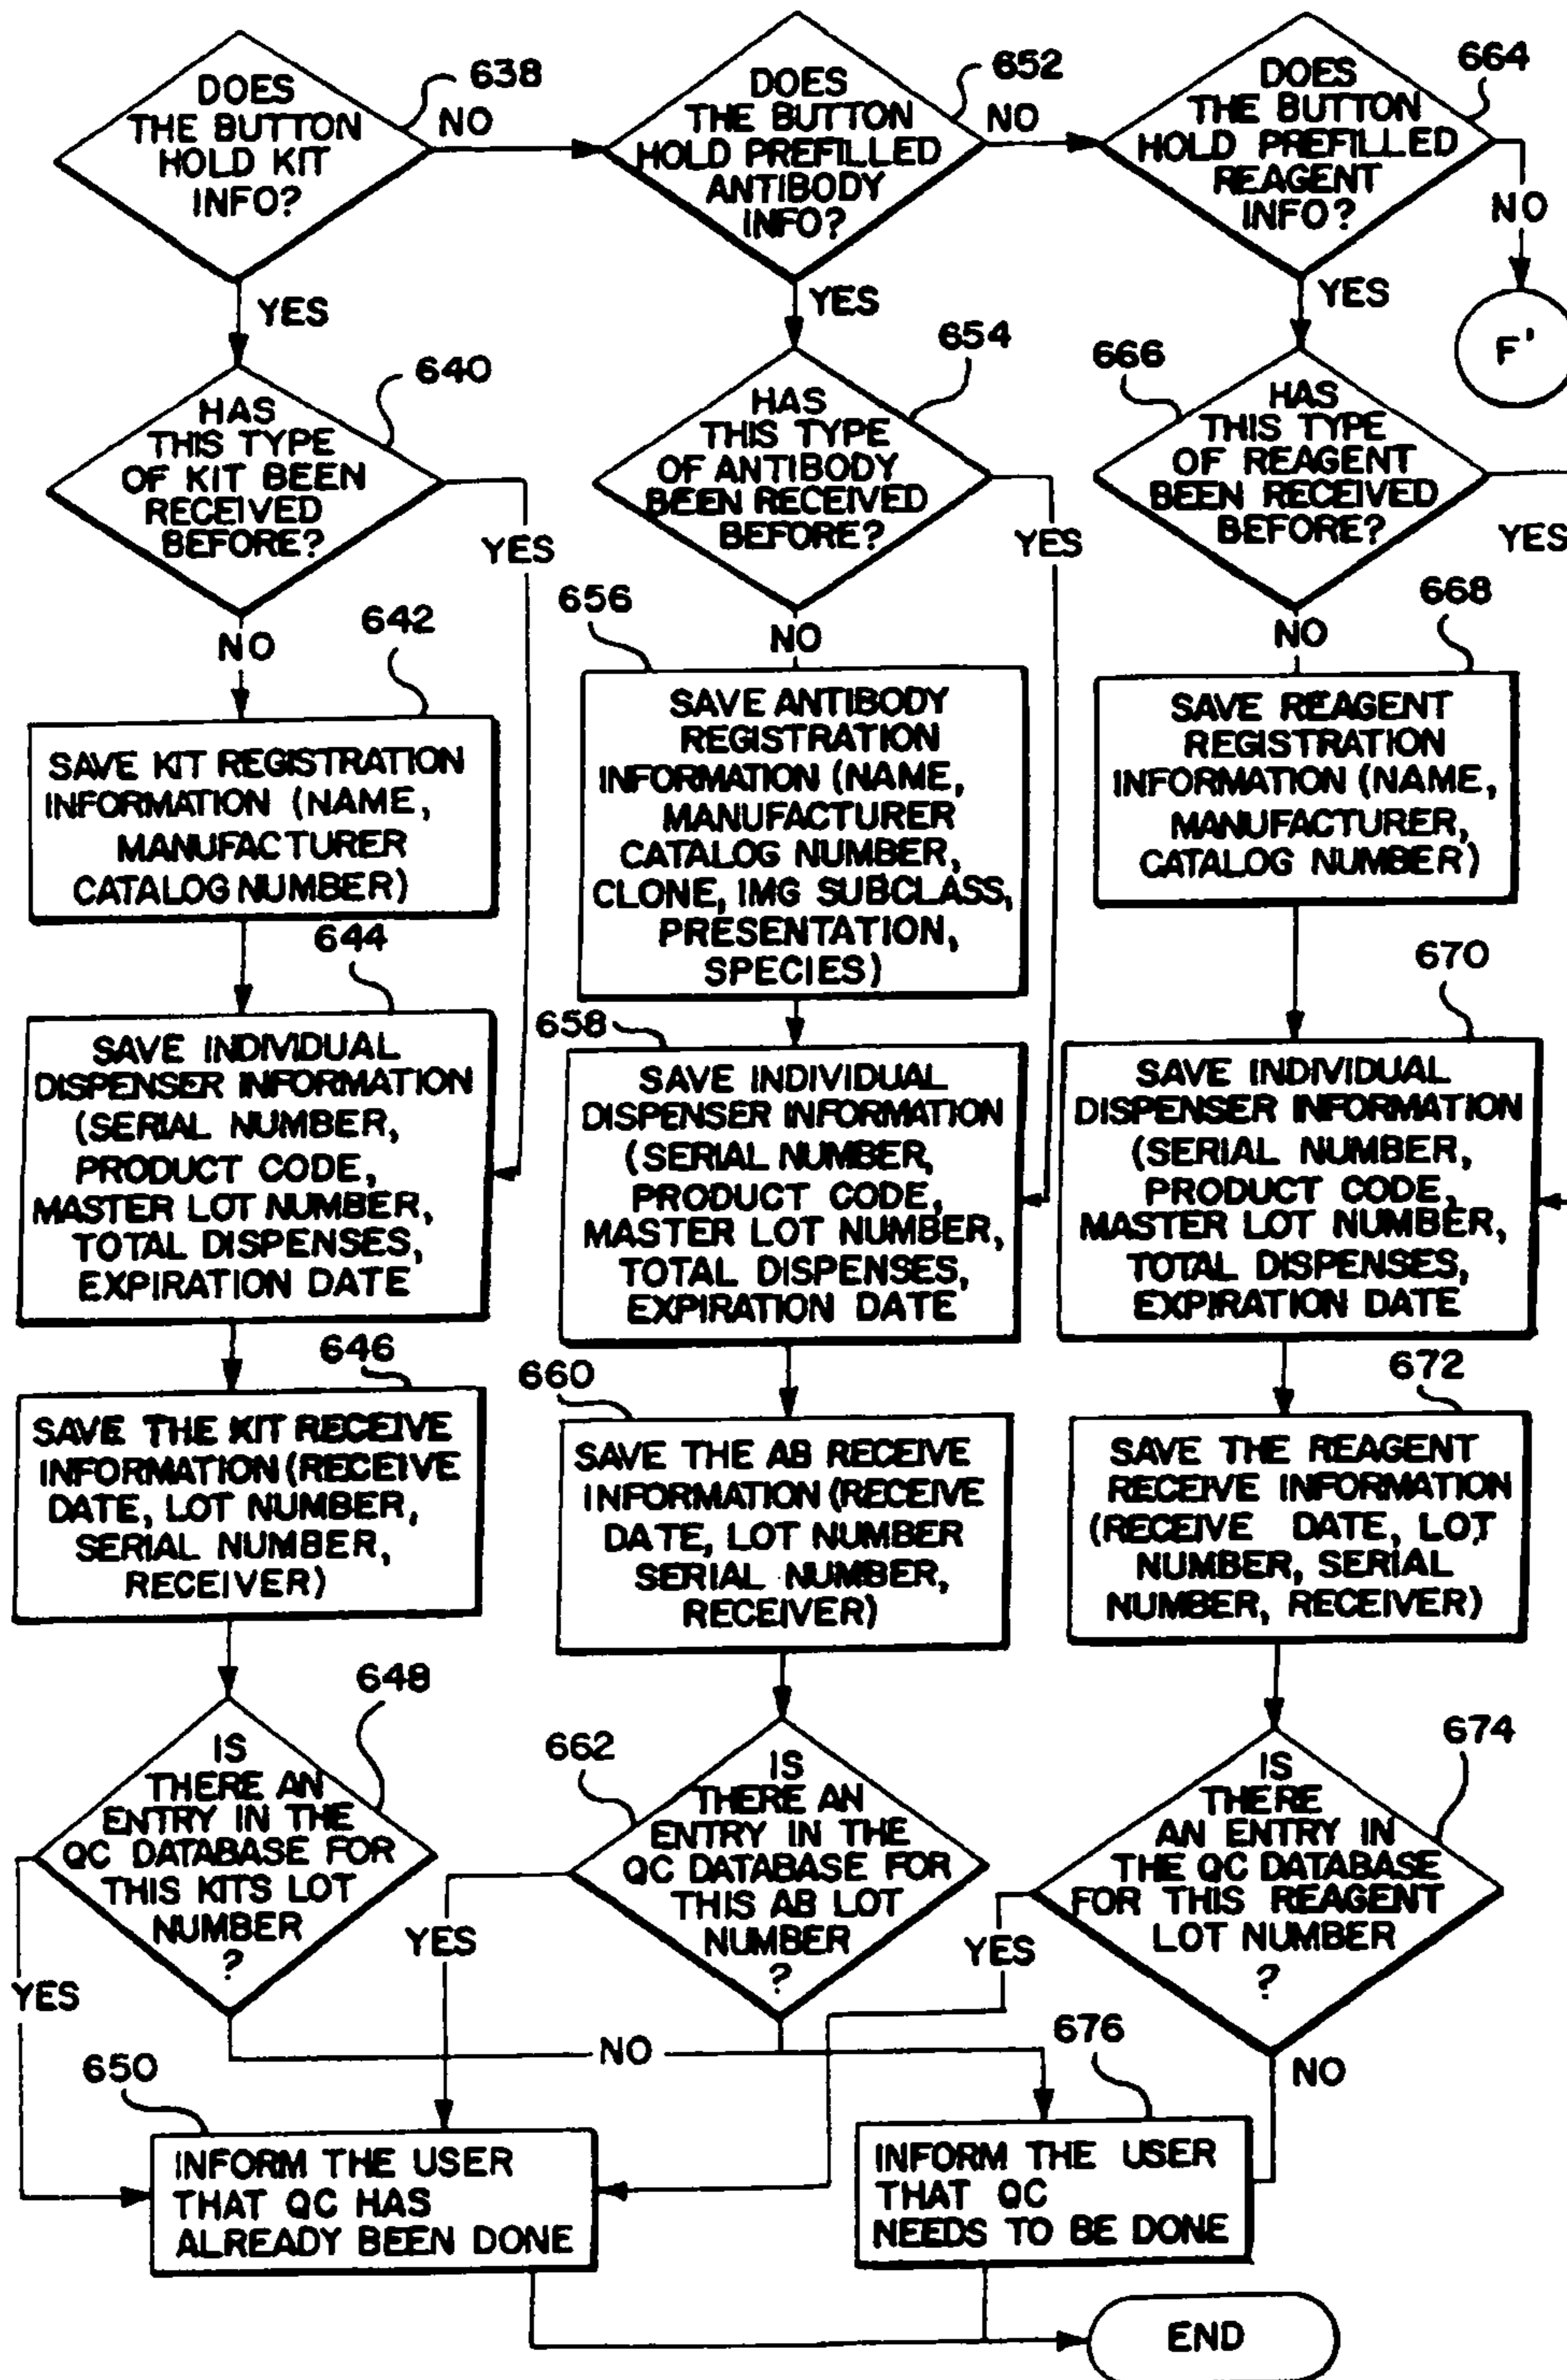 DOES
THE BUTTON
HOLD KIT
INFO?
638
NO
YES
DOES
THE BUTTON
HOLD PREFILLED
ANTIBODY
INFO?
652
NO
YES
DOES
THE BUTTON
HOLD PREFILLED
REAGENT
INFO?
664
NO
F'
YES
HAS
THIS TYPE
OF KIT BEEN
RECEIVED
BEFORE?
640
YES
NO
HAS
THIS TYPE
OF ANTIBODY
BEEN RECEIVED
BEFORE?
654
YES
NO
HAS
THIS TYPE
OF REAGENT
BEEN RECEIVED
BEFORE?
666
YES
NO
642
SAVE KIT REGISTRATION
INFORMATION (NAME,
MANUFACTURER
CATALOG NUMBER)
656
SAVE ANTIBODY
REGISTRATION
INFORMATION (NAME,
MANUFACTURER
CATALOG NUMBER,
CLONE, IMG SUBCLASS,
PRESENTATION,
SPECIES)
668
SAVE REAGENT
REGISTRATION
INFORMATION (NAME,
MANUFACTURER,
CATALOG NUMBER)
644
SAVE INDIVIDUAL
DISPENSER INFORMATION
(SERIAL NUMBER,
PRODUCT CODE,
MASTER LOT NUMBER,
TOTAL DISPENSES,
EXPIRATION DATE
658
SAVE INDIVIDUAL
DISPENSER INFORMATION
(SERIAL NUMBER,
PRODUCT CODE,
MASTER LOT NUMBER,
TOTAL DISPENSES,
EXPIRATION DATE
670
SAVE INDIVIDUAL
DISPENSER INFORMATION
(SERIAL NUMBER,
PRODUCT CODE,
MASTER LOT NUMBER,
TOTAL DISPENSES,
EXPIRATION DATE
646
SAVE THE KIT RECEIVE
INFORMATION (RECEIVE
DATE, LOT NUMBER,
SERIAL NUMBER,
RECEIVER)
660
SAVE THE AB RECEIVE
INFORMATION (RECEIVE
DATE, LOT NUMBER
SERIAL NUMBER,
RECEIVER)
672
SAVE THE REAGENT
RECEIVE INFORMATION
(RECEIVE DATE, LOT
NUMBER, SERIAL
NUMBER, RECEIVER)
648
IS
THERE AN
ENTRY IN THE
QC DATABASE FOR
THIS KITS LOT
NUMBER
?
YES
662
IS
THERE AN
ENTRY IN THE
QC DATABASE FOR
THIS AB LOT
NUMBER
?
YES
674
IS
THERE
AN ENTRY IN
THE QC DATABASE
FOR THIS REAGENT
LOT NUMBER
?
YES
NO
NO
650
INFORM THE USER
THAT QC HAS
ALREADY BEEN DONE
676
INFORM THE USER
THAT QC
NEEDS TO BE DONE
END